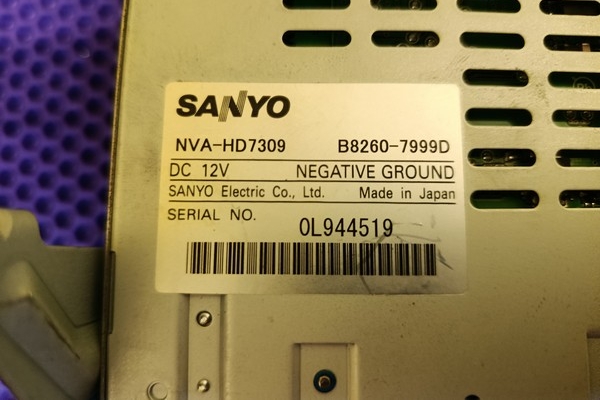 SANYO
NVA-HD7309 B8260-7999D
DC 12V NEGATIVE GROUND
SANYO Electric Co., Ltd. Made in Japan
SERIAL NO. 0L944519